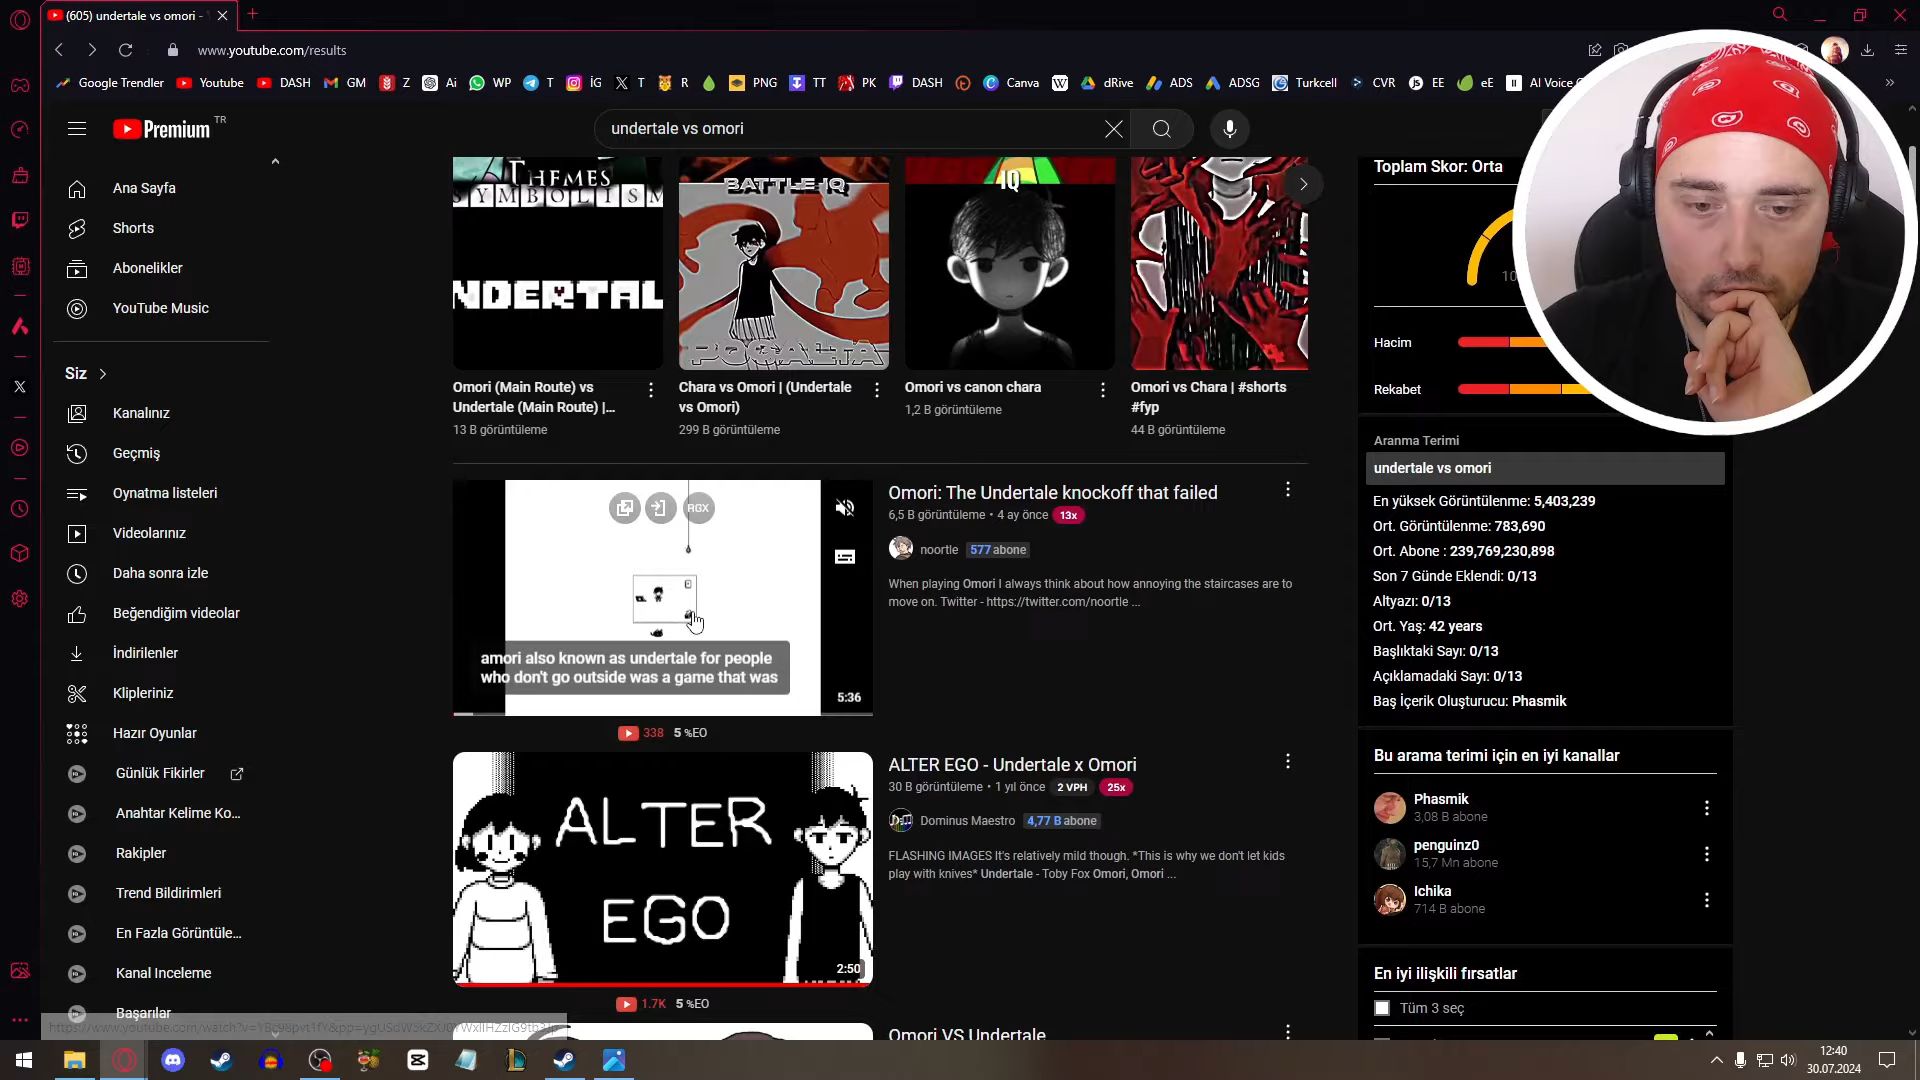 (605) undertale vs omori -
www.youtube.com/results
Google Trendler
Youtube
DASH
GM
Z
Ai
WP
T
İG
T
R
PNG
TT
PK
DASH
Canva
dRive
ADS
ADSG
Turkcell
CVR
EE
eE
AI Voice
Premium
TR
undertale vs omori
Ana Sayfa
Shorts
Abonelikler
YouTube Music
Siz
Kanalınız
Geçmiş
Oynatma listeleri
Videolarınız
Daha sonra izle
Beğendiğim videolar
İndirilenler
Klipleriniz
Hazır Oyunlar
Günlük Fikirler
Anahtar Kelime Ko...
Rakipler
Trend Bildirimleri
En Fazla Görüntüle...
Kanal Inceleme
Başarılar
THEMES
SYMBOLISM
NDERTAL
BATTLE IQ
IQ
Omori (Main Route) vs
Undertale (Main Route) |...
13 B görüntüleme
Chara vs Omori | (Undertale
vs Omori)
299 B görüntüleme
Omori vs canon chara
1,2 B görüntüleme
Omori vs Chara | #shorts
#fyp
44 B görüntüleme
RGX
amori also known as undertale for people
who don't go outside was a game that was
5:36
338 5 %EO
Omori: The Undertale knockoff that failed
6,5 B görüntüleme • 4 ay önce 13x
noortle 577 abone
When playing Omori I always think about how annoying the staircases are to
move on. Twitter - https://twitter.com/noortle ...
ALTER
EGO
2:50
1.7K 5 %EO
ALTER EGO - Undertale x Omori
30 B görüntüleme • 1 yıl önce 2 VPH 25x
Dominus Maestro 4,77 B abone
FLASHING IMAGES It's relatively mild though. *This is why we don't let kids
play with knives* Undertale - Toby Fox Omori, Omori ...
Omori VS Undertale
Toplam Skor: Orta
Hacim
Rekabet
Aranma Terimi
undertale vs omori
En yüksek Görüntülenme: 5,403,239
Ort. Görüntülenme: 783,690
Ort. Abone : 239,769,230,898
Son 7 Günde Eklendi: 0/13
Altyazı: 0/13
Ort. Yaş: 42 years
Başlıktaki Sayı: 0/13
Açıklamadaki Sayı: 0/13
Baş İçerik Oluşturucu: Phasmik
Bu arama terimi için en iyi kanallar
Phasmik
3,08 B abone
penguinz0
15,7 Mn abone
Ichika
714 B abone
En iyi ilişkili fırsatlar
Tüm 3 seç
12:40
30.07.2024